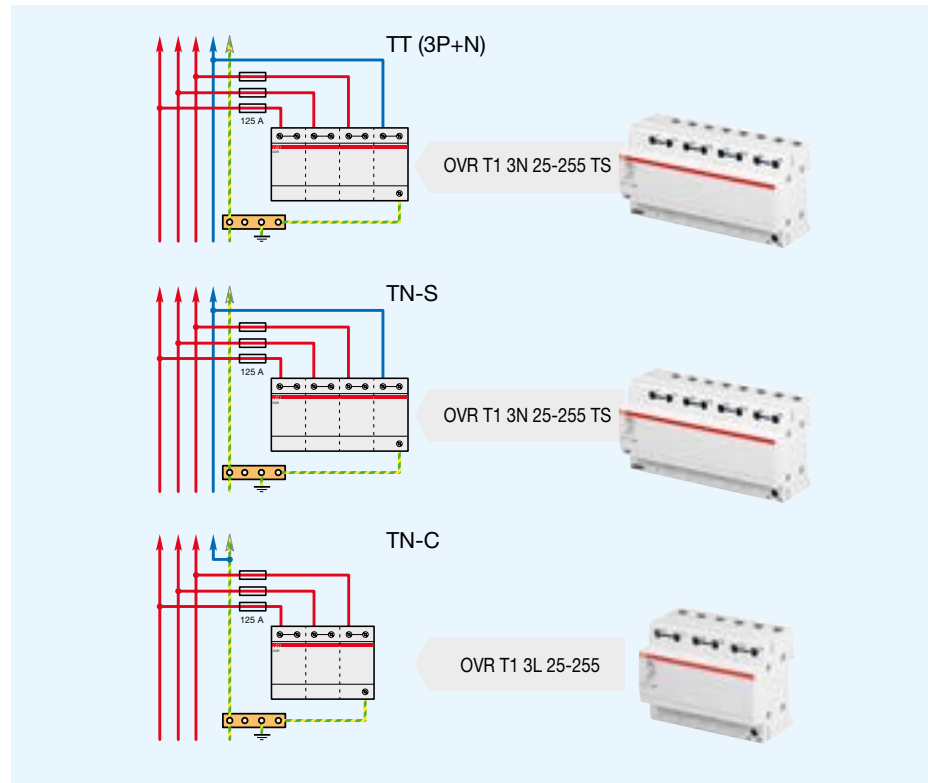 TT (3P+N)
125 A
OVR T1 3N 25-255 TS
TN-S
125 A
OVR T1 3N 25-255 TS
TN-C
125 A
OVR T1 3L 25-255